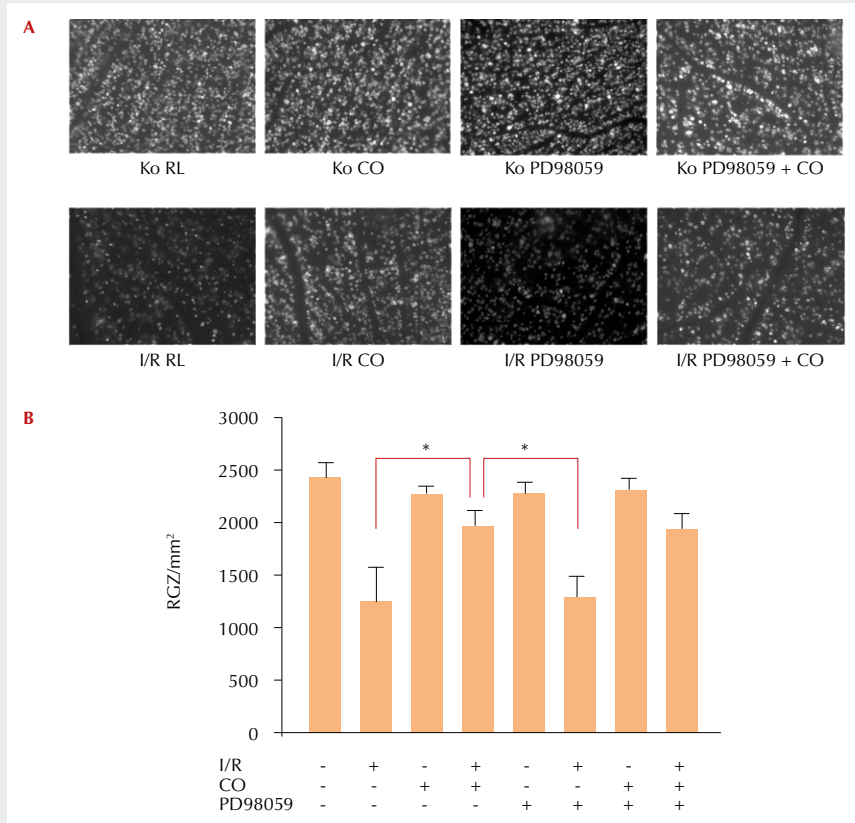 A
Ko RL Ko CO Ko PD98059 Ko PD98059 + CO
I/R RL I/R CO I/R PD98059 I/R PD98059 + CO
B
RGZ/mm²
3000
2500
2000
1500
1000
500
0
* *
I/R - + - + - + - +
CO - - + + - - + +
PD98059 - - - - + + + +